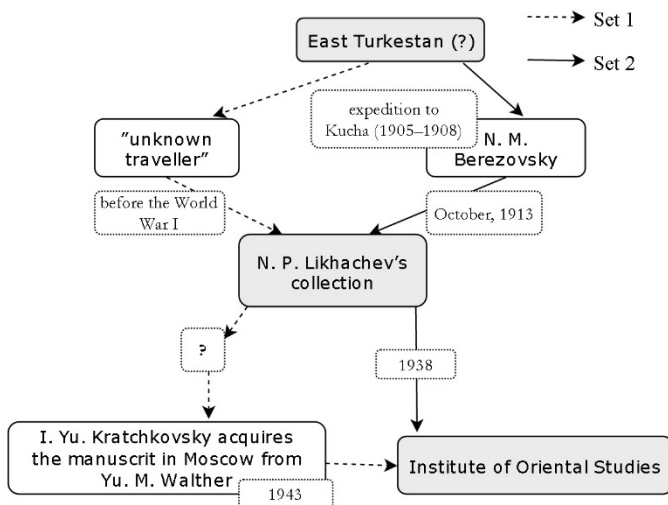 East Turkestan (?)
Set 1
Set 2
expedition to
Kucha (1905–1908)
"unknown
traveller"
N. M.
Berezovsky
before the World
War I
October, 1913
N. P. Likhachev's
collection
?
1938
I. Yu. Kratchkovsky acquires
the manuscrit in Moscow from
Yu. M. Walther
1943
Institute of Oriental Studies